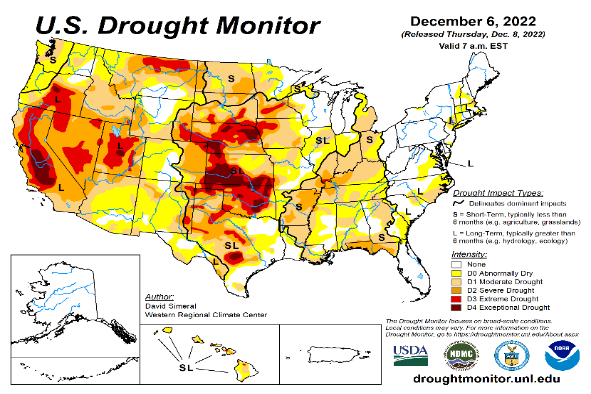 U.S. Drought Monitor
December 6, 2022
(Released Thursday, Dec. 8, 2022)
Valid 7 a.m. EST
S
S
S
L
L
L
L
SL
SL
S
S
S
SL
L
L
L
S
Drought Impact Types:
Delineates dominant impacts
S = Short-Term, typically less than
6 months (e.g. agriculture, grasslands)
L = Long-Term, typically greater than
6 months (e.g. hydrology, ecology)
Intensity:
None
D0 Abnormally Dry
D1 Moderate Drought
D2 Severe Drought
D3 Extreme Drought
D4 Exceptional Drought
Author:
David Simeral
Western Regional Climate Center
SL
The Drought Monitor focuses on broad-scale conditions.
Local conditions may vary. For more information on the
Drought Monitor, go to https://droughtmonitor.unl.edu/About.aspx
USDA
NDMC
NOAA
droughtmonitor.unl.edu